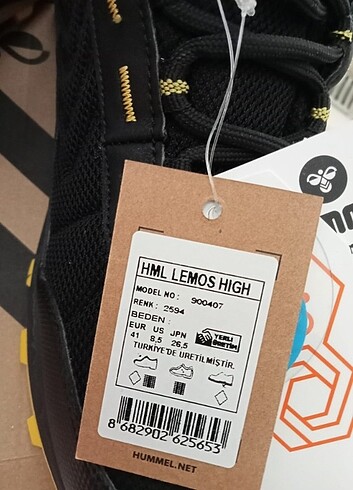 HML LEMOS HIGH
MODEL NO: 900407
RENK: 2594
BEDEN:
EUR US JPN
41 8,5 26,5
YERLİ ÜRETİM
TÜRKİYE'DE ÜRETİLMİŞTİR.
8 682902 625653
HUMMEL.NET